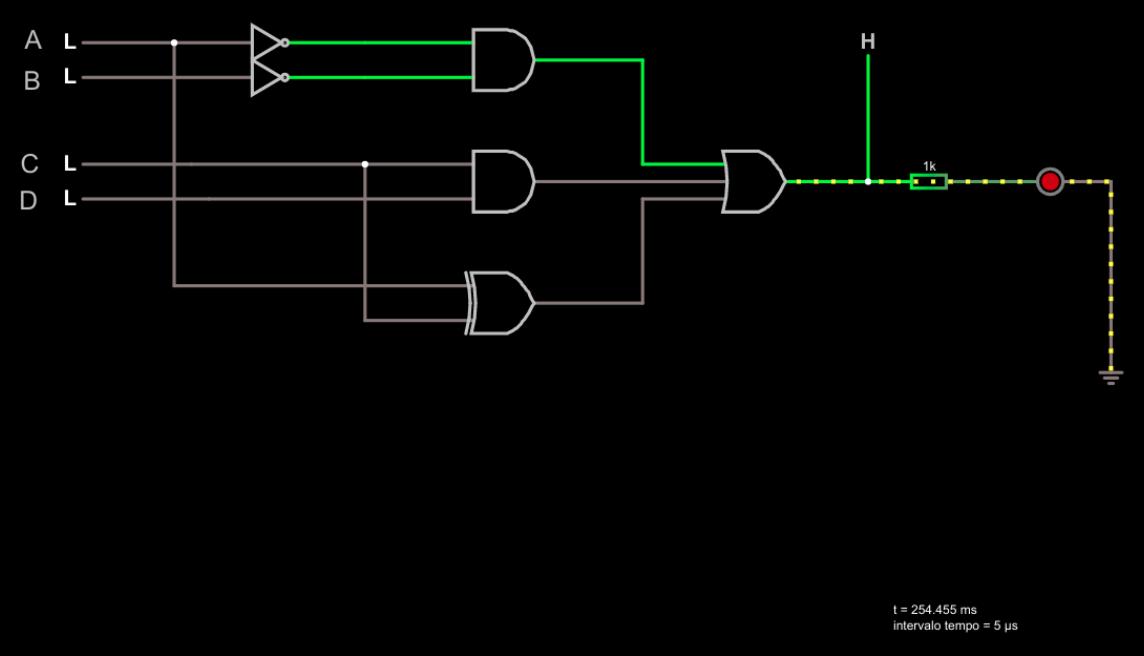 A L
H
B L
C L
1k
D L
t = 254.455 ms
intervalo tempo = 5 µs